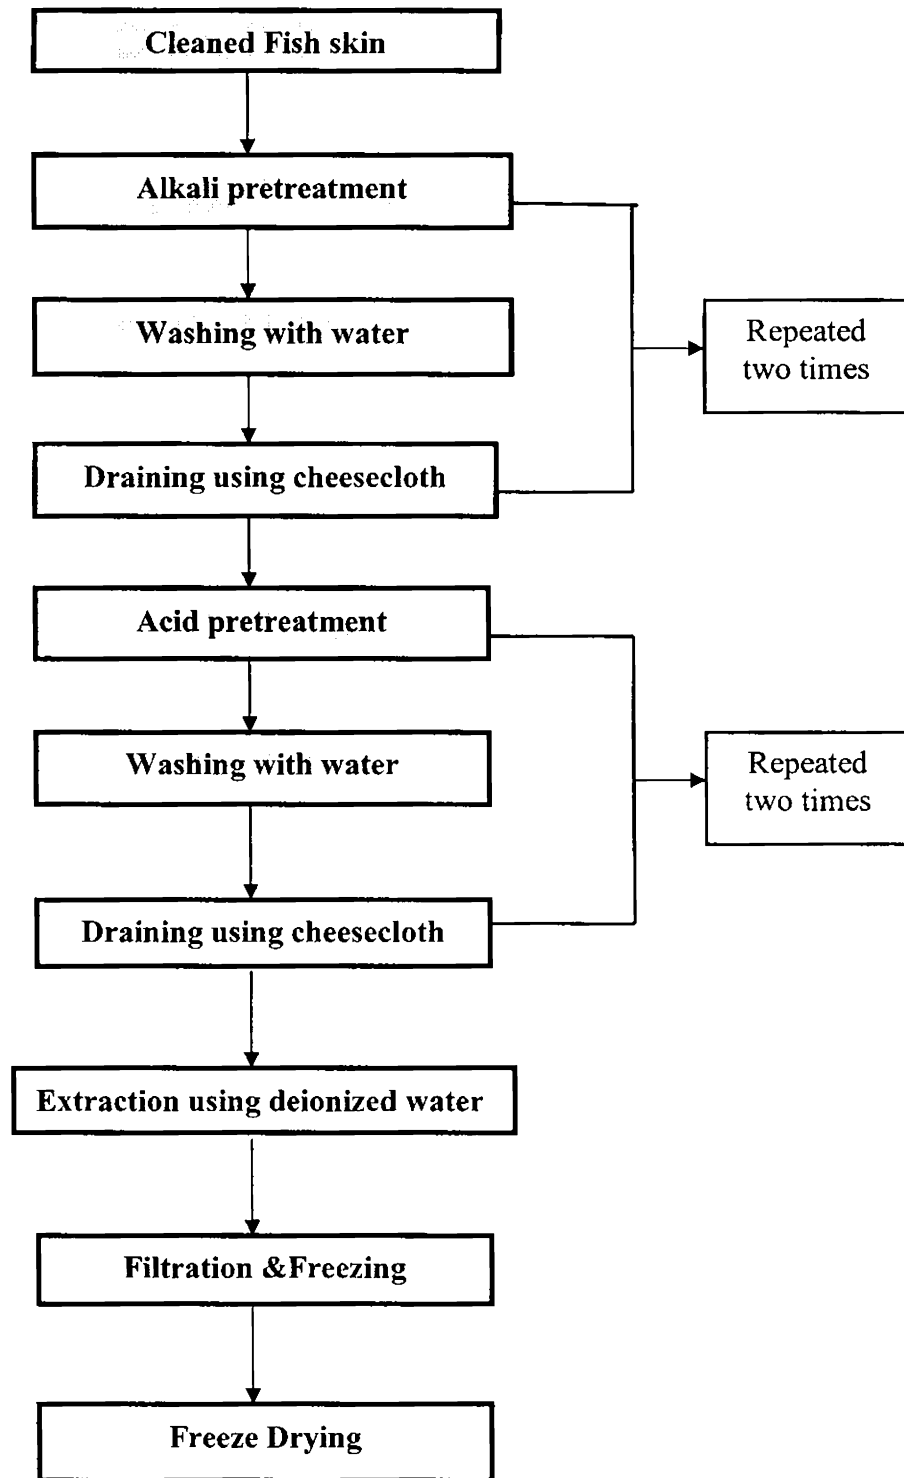 Cleaned Fish skin
Alkali pretreatment
Washing with water
Repeated
two times
Draining using cheesecloth
Acid pretreatment
Washing with water
Repeated
two times
Draining using cheesecloth
Extraction using deionized water
Filtration &Freezing
Freeze Drying